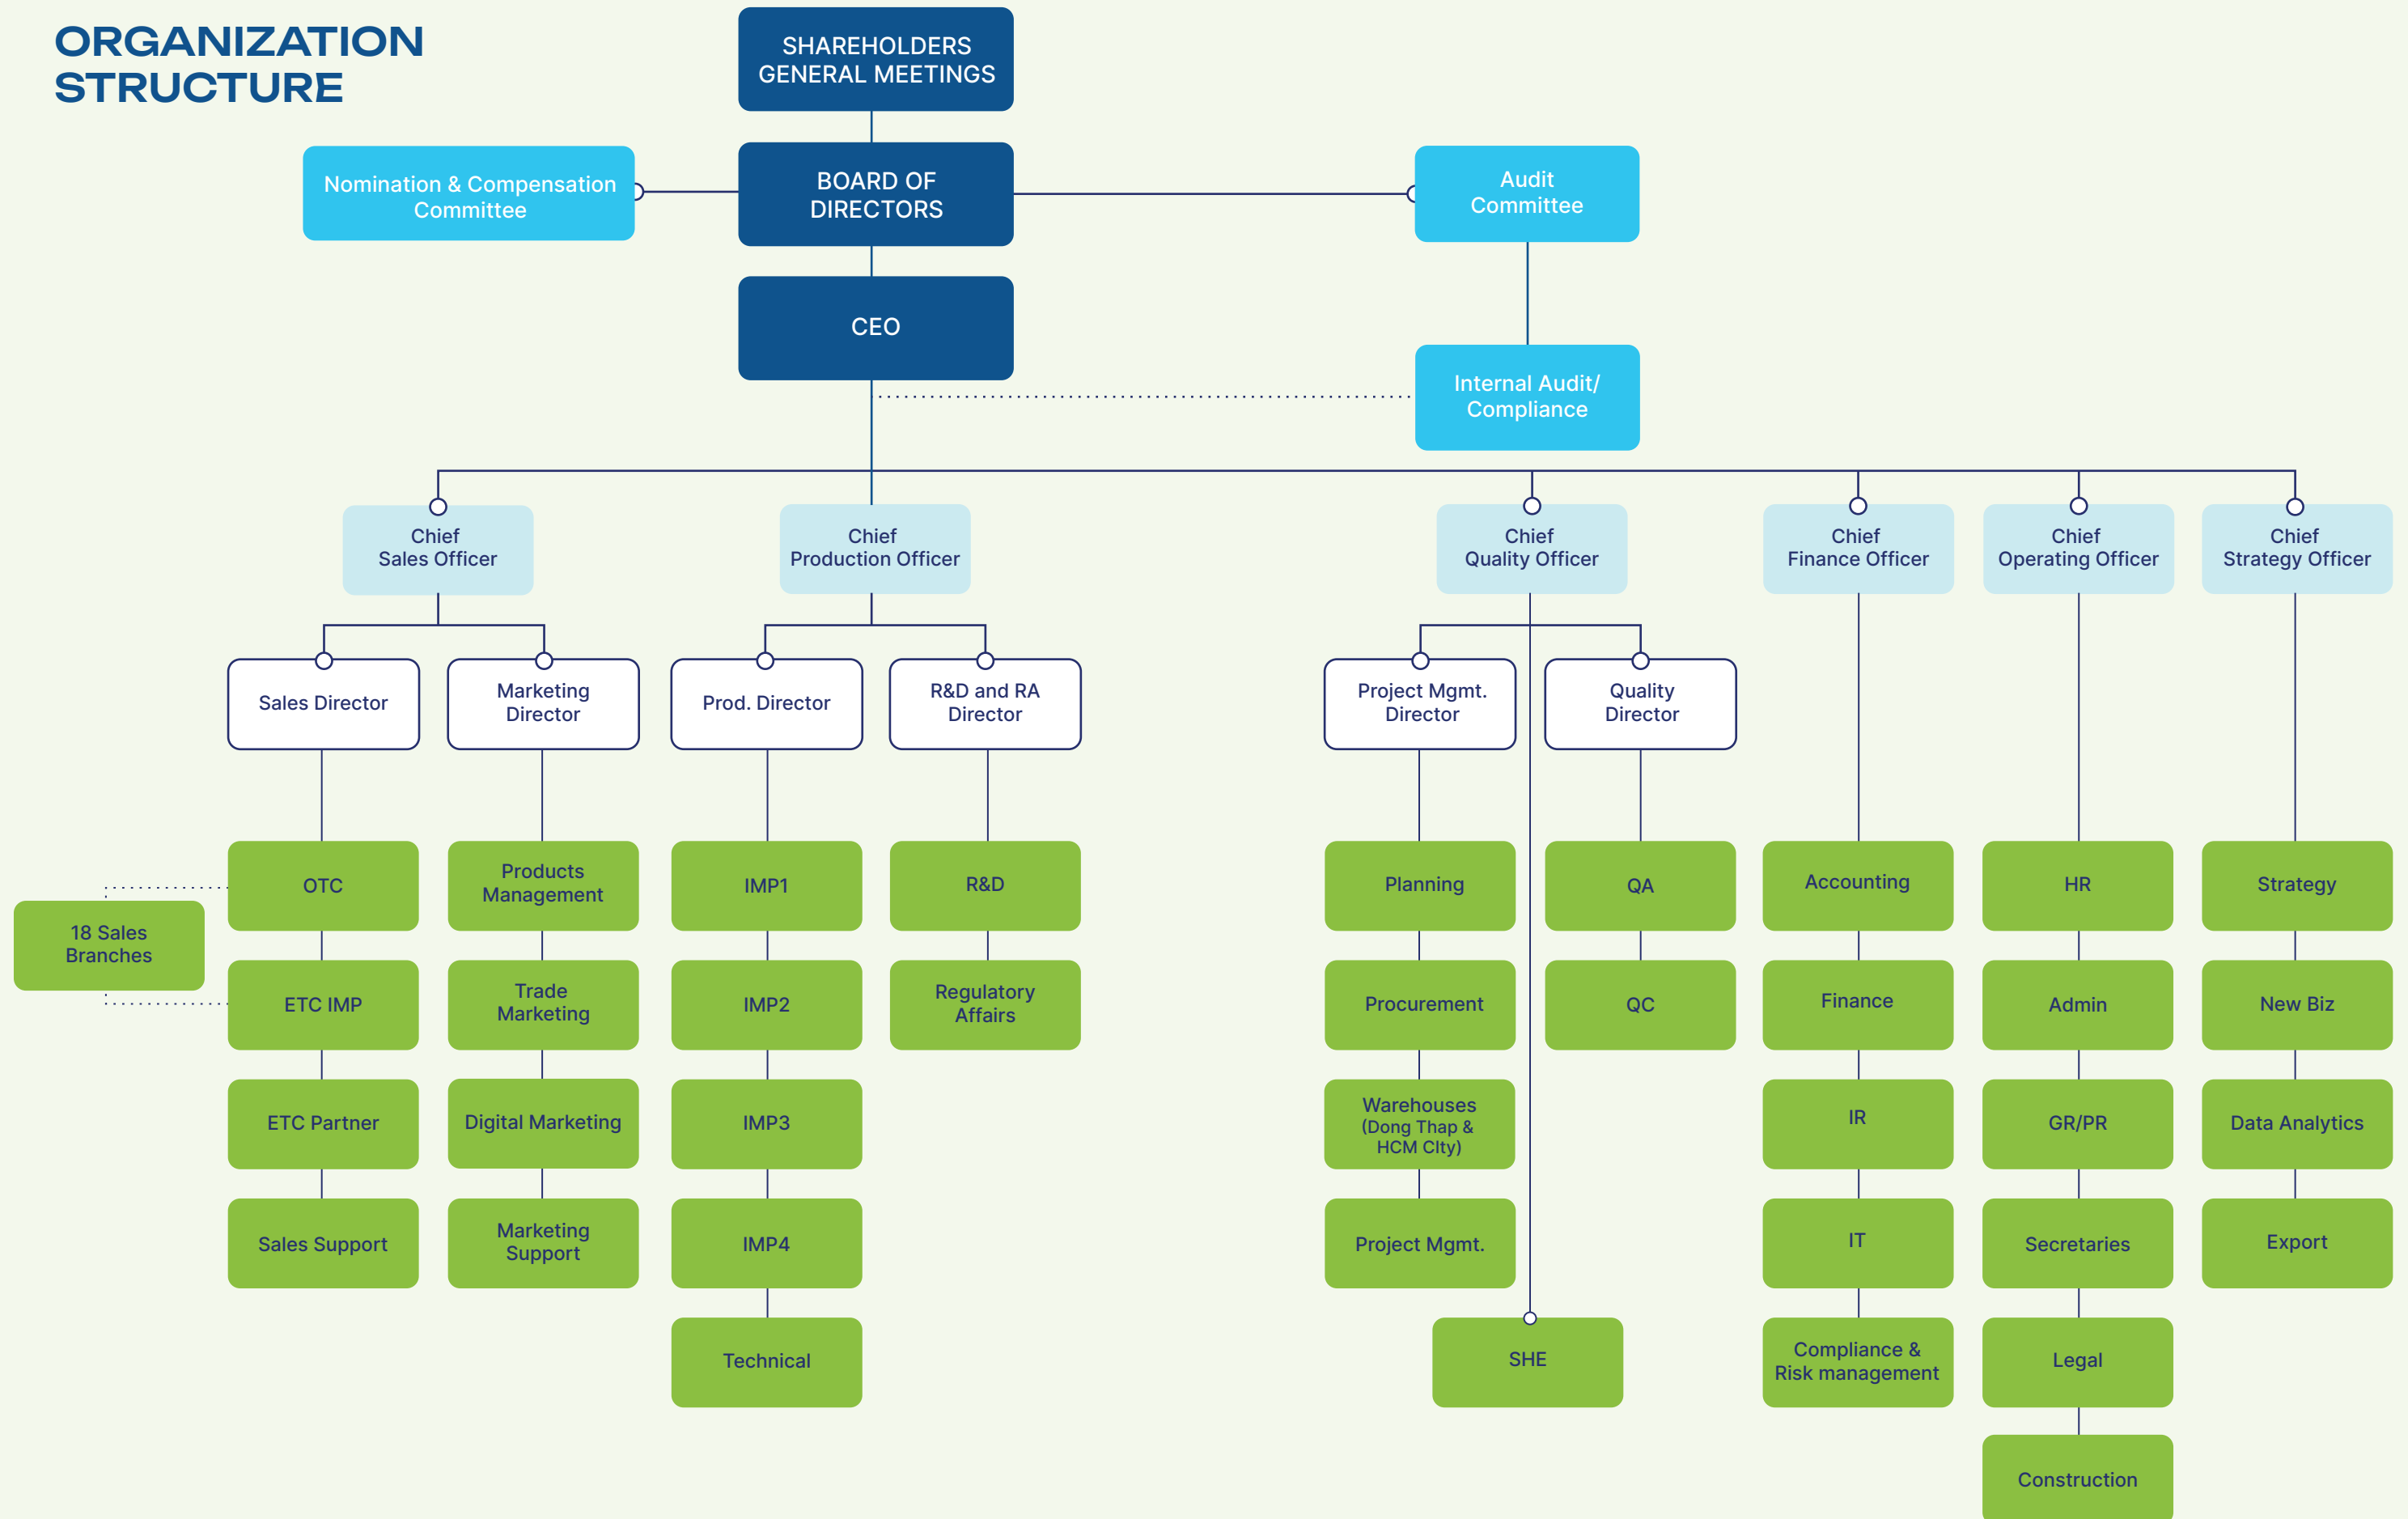 ORGANIZATION
STRUCTURE
SHAREHOLDERS
GENERAL MEETINGS
Nomination & Compensation
Committee
BOARD OF
DIRECTORS
Audit
Committee
CEO
Internal Audit/
Compliance
Chief
Sales Officer
Chief
Production Officer
Chief
Quality Officer
Chief
Finance Officer
Chief
Operating Officer
Chief
Strategy Officer
Sales Director
Marketing
Director
Prod. Director
R&D and RA
Director
Project Mgmt.
Director
Quality
Director
18 Sales
Branches
OTC
ETC IMP
ETC Partner
Sales Support
Products
Management
Trade
Marketing
Digital Marketing
Marketing
Support
IMP1
IMP2
IMP3
IMP4
Technical
R&D
Regulatory
Affairs
Planning
Procurement
Warehouses
(Dong Thap &
HCM CIty)
Project Mgmt.
SHE
QA
QC
Accounting
Finance
IR
IT
Compliance &
Risk management
HR
Admin
GR/PR
Secretaries
Legal
Construction
Strategy
New Biz
Data Analytics
Export